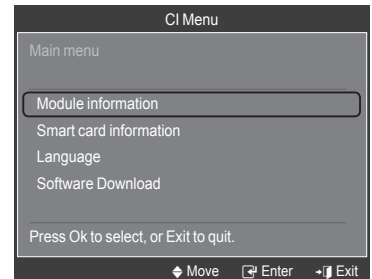 CI Menu
Main menu
Module information
Smart card information
Language
Software Download
Press Ok to select, or Exit to quit.
Move Enter Exit